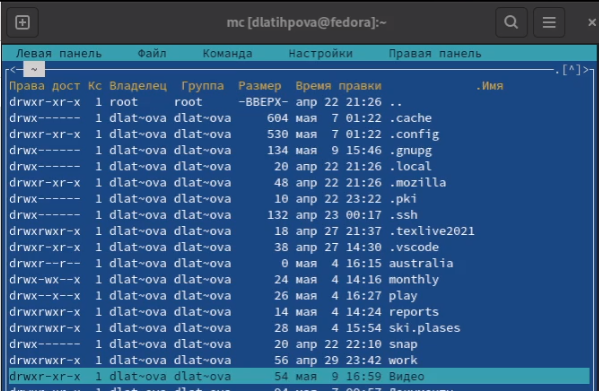 mc [dlatihpova@fedora]:~
Левая панель Файл Команда Настройки Правая панель
<— ~ .[^]>
Права дост Кс Владелец Группа Размер Время правки .Имя
drwxr-xr-x 1 root root -ВВЕРХ- апр 22 21:26 ..
drwx------ 1 dlat~ova dlat~ova 604 мая 7 01:22 .cache
drwxr-xr-x 1 dlat~ova dlat~ova 530 мая 7 01:22 .config
drwx------ 1 dlat~ova dlat~ova 134 мая 9 15:46 .gnupg
drwx------ 1 dlat~ova dlat~ova 20 апр 22 21:26 .local
drwxr-xr-x 1 dlat~ova dlat~ova 48 апр 22 21:26 .mozilla
drwx------ 1 dlat~ova dlat~ova 10 апр 22 23:22 .pki
drwx------ 1 dlat~ova dlat~ova 132 апр 23 00:17 .ssh
drwxrwxr-x 1 dlat~ova dlat~ova 18 апр 27 21:37 .texlive2021
drwxrwxr-x 1 dlat~ova dlat~ova 38 апр 27 14:30 .vscode
drwxr--r-- 1 dlat~ova dlat~ova 0 мая 4 16:15 australia
drwx-wx--x 1 dlat~ova dlat~ova 24 мая 4 14:16 monthly
drwx--x--x 1 dlat~ova dlat~ova 26 мая 4 16:27 play
drwxrwxr-x 1 dlat~ova dlat~ova 14 мая 4 14:24 reports
drwxrwxr-x 1 dlat~ova dlat~ova 28 мая 4 15:54 ski.plases
drwx------ 1 dlat~ova dlat~ova 20 апр 22 22:10 snap
drwxrwxr-x 1 dlat~ova dlat~ova 56 апр 29 23:42 work
drwxr-xr-x 1 dlat~ova dlat~ova 54 мая 9 16:59 Видео